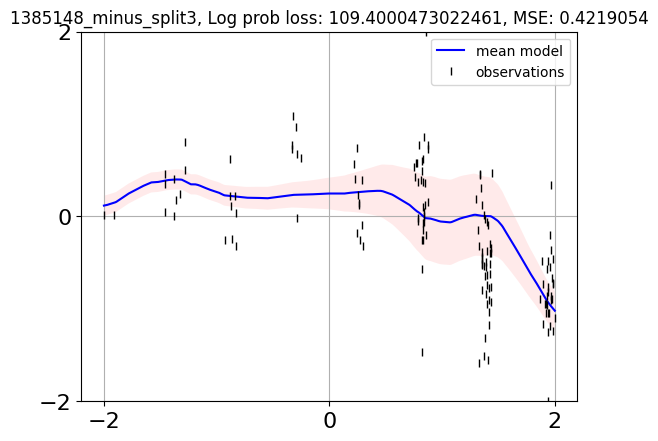 1385148_minus_split3, Log prob loss: 109.4000473022461, MSE: 0.4219054
2
mean model
observations
0
−2
−2
0
2